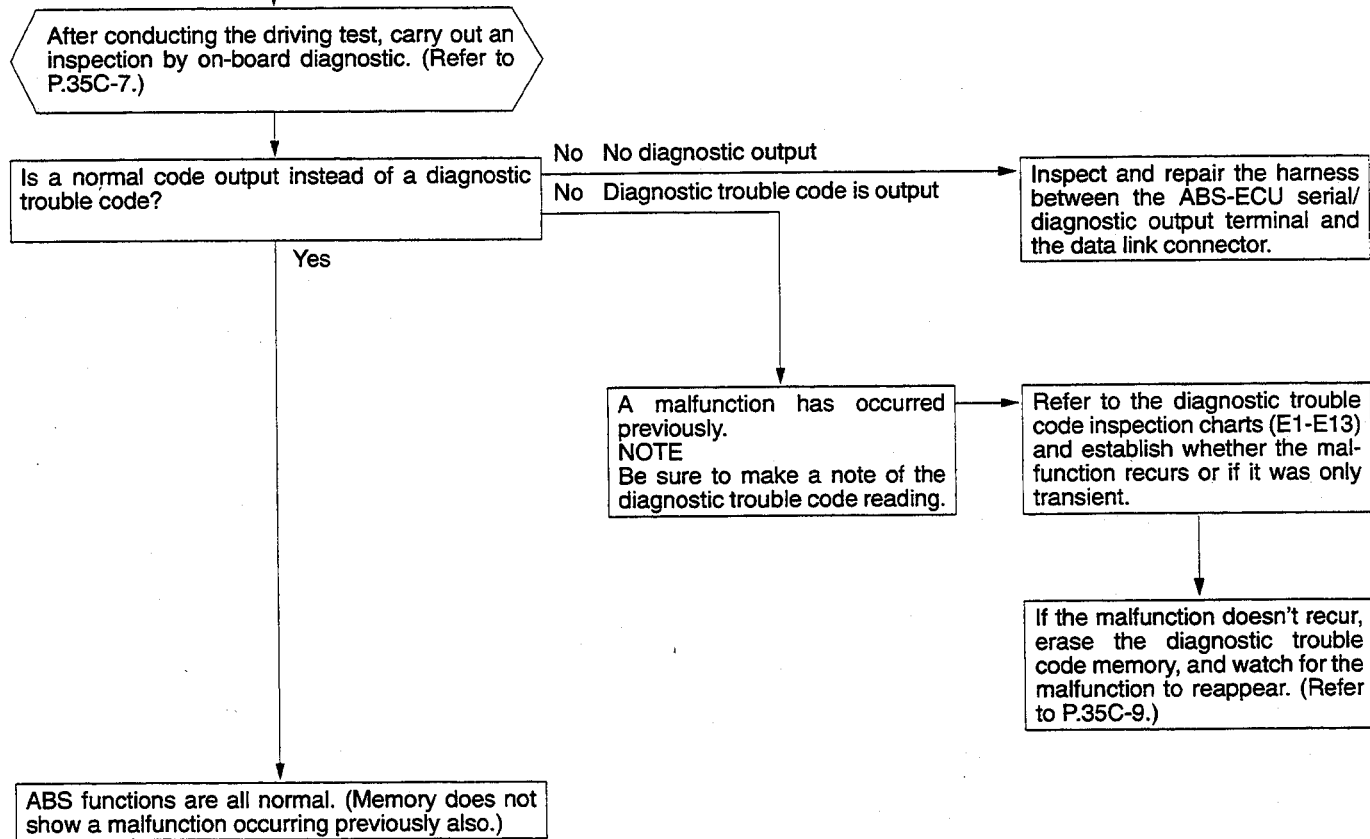 After conducting the driving test, carry out an
inspection by on-board diagnostic. (Refer to
P.35C-7.)
Is a normal code output instead of a diagnostic
trouble code?
No No diagnostic output
No Diagnostic trouble code is output
Inspect and repair the harness
between the ABS-ECU serial/
diagnostic output terminal and
the data link connector.
Yes
A malfunction has occurred
previously.
NOTE
Be sure to make a note of the
diagnostic trouble code reading.
Refer to the diagnostic trouble
code inspection charts (E1-E13)
and establish whether the mal-
function recurs or if it was only
transient.
If the malfunction doesn't recur,
erase the diagnostic trouble
code memory, and watch for the
malfunction to reappear. (Refer
to P.35C-9.)
ABS functions are all normal. (Memory does not
show a malfunction occurring previously also.)